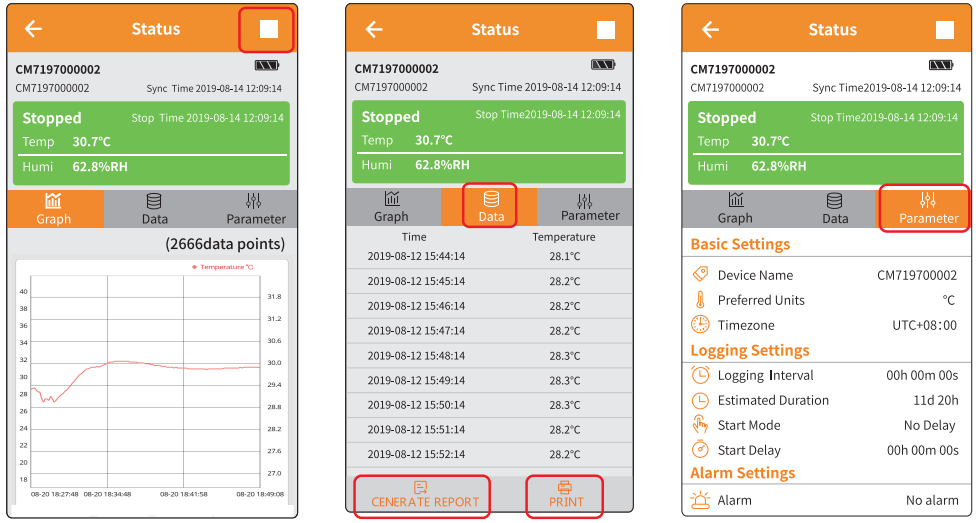 Status
CM7197000002
CM7197000002 Sync Time 2019-08-14 12:09:14
Stopped Stop Time 2019-08-14 12:09:14
Temp 30.7°C
Humi 62.8%RH
Graph Data Parameter
(2666data points)
Temperature °C
40
38
36
34
32
30
28
26
24
22
20
18
31.8
31.2
30.6
30.0
29.4
28.8
28.2
27.6
27.0
08-20 18:27:48 08-20 18:34:48 08-20 18:41:58 08-20 18:49:08
Status
CM7197000002
CM7197000002 Sync Time 2019-08-14 12:09:14
Stopped Stop Time 2019-08-14 12:09:14
Temp 30.7°C
Humi 62.8%RH
Graph Data Parameter
Time Temperature
2019-08-12 15:44:14 28.1°C
2019-08-12 15:45:14 28.2°C
2019-08-12 15:46:14 28.2°C
2019-08-12 15:47:14 28.2°C
2019-08-12 15:48:14 28.3°C
2019-08-12 15:49:14 28.3°C
2019-08-12 15:50:14 28.3°C
2019-08-12 15:51:14 28.2°C
2019-08-12 15:52:14 28.2°C
CENERATE REPORT PRINT
Status
CM7197000002
CM7197000002 Sync Time2019-08-14 12:09:14
Stopped Stop Time2019-08-14 12:09:14
Temp 30.7°C
Humi 62.8%RH
Graph Data Parameter
Basic Settings
Device Name CM719700002
Preferred Units °C
Timezone UTC+08:00
Logging Settings
Logging Interval 00h 00m 00s
Estimated Duration 11d 20h
Start Mode No Delay
Start Delay 00h 00m 00s
Alarm Settings
Alarm No alarm